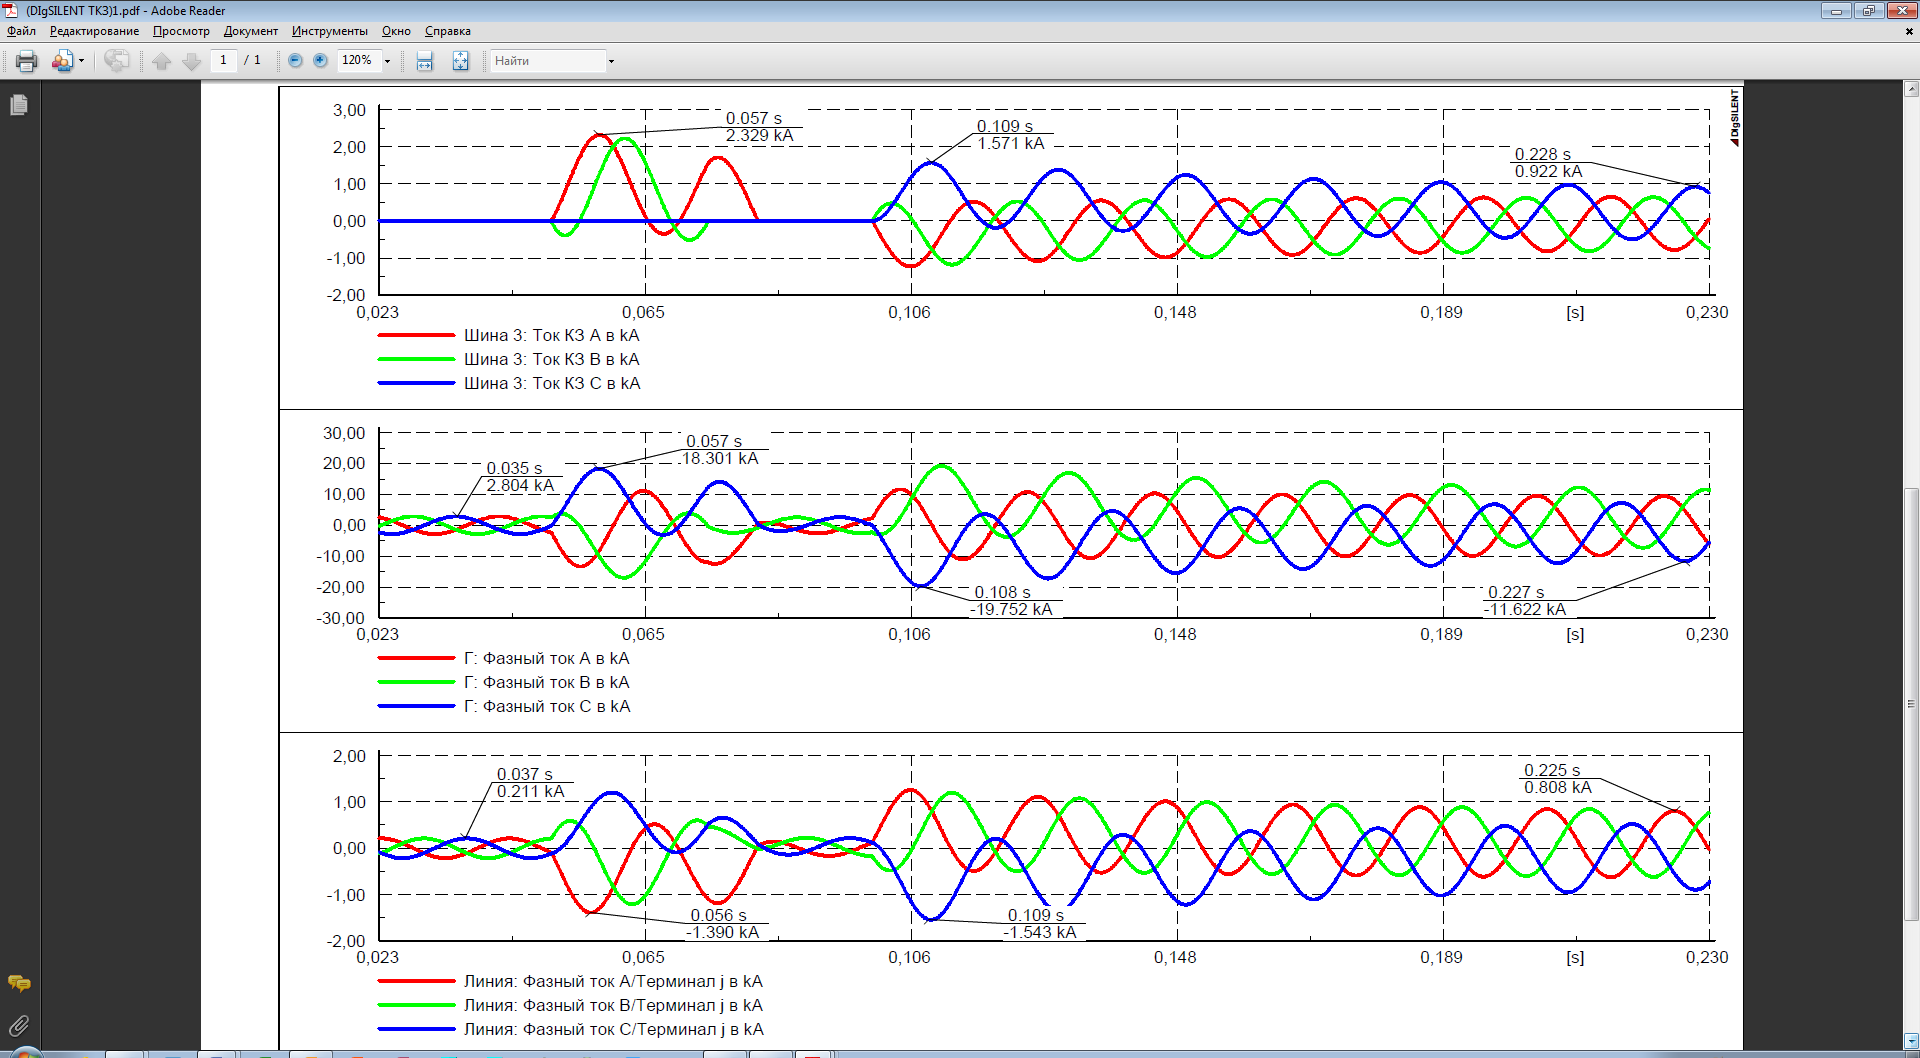 (DIgSILENT TK3)1.pdf - Adobe Reader
Файл Редактирование Просмотр Документ Инструменты Окно Справка
1 / 1 120% Найти
DIgSILENT
3,00
2,00
1,00
0,00
-1,00
-2,00
0.057 s
2.329 kA
0.109 s
1.571 kA
0.228 s
0.922 kA
0,023 0,065 0,106 0,148 0,189 [s] 0,230
Шина 3: Ток КЗ A в kA
Шина 3: Ток КЗ B в kA
Шина 3: Ток КЗ C в kA
30,00
20,00
10,00
0,00
-10,00
-20,00
-30,00
0.035 s
2.804 kA
0.057 s
18.301 kA
0.108 s
-19.752 kA
0.227 s
-11.622 kA
0,023 0,065 0,106 0,148 0,189 [s] 0,230
Г: Фазный ток A в kA
Г: Фазный ток B в kA
Г: Фазный ток C в kA
2,00
1,00
0,00
-1,00
-2,00
0.037 s
0.211 kA
0.056 s
-1.390 kA
0.109 s
-1.543 kA
0.225 s
0.808 kA
0,023 0,065 0,106 0,148 0,189 [s] 0,230
Линия: Фазный ток A/Терминал j в kA
Линия: Фазный ток B/Терминал j в kA
Линия: Фазный ток C/Терминал j в kA